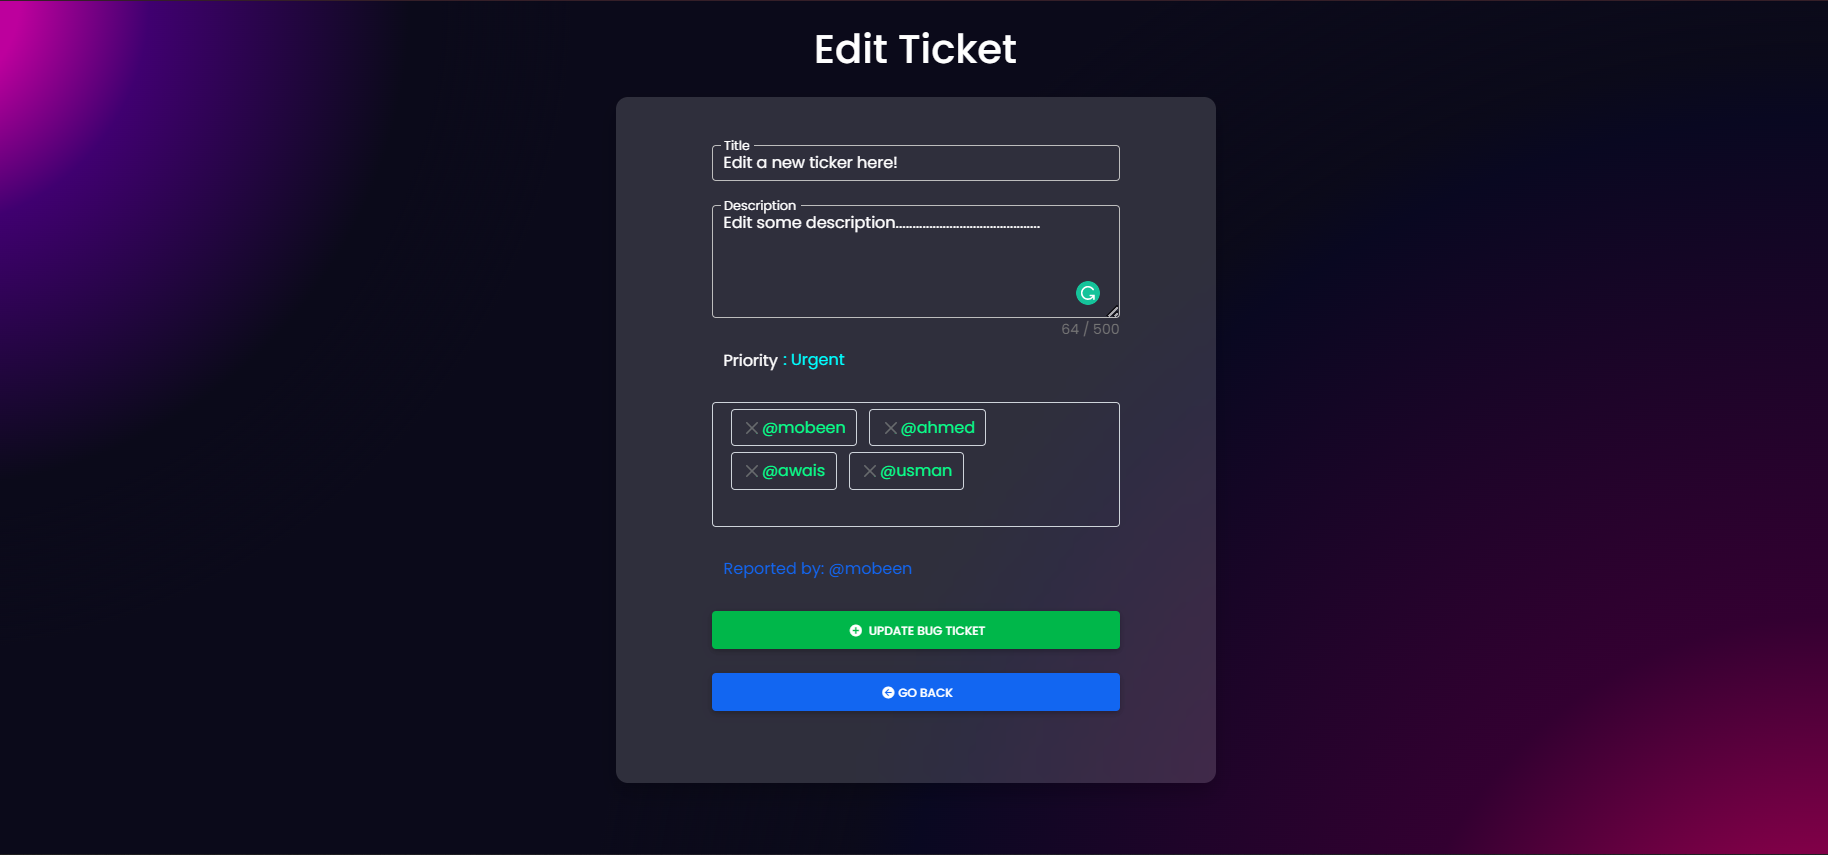 Edit Ticket
Title
Edit a new ticker here!
Description
Edit some description...........................................
64 / 500
Priority : Urgent
@mobeen @ahmed
@awais @usman
Reported by: @mobeen
UPDATE BUG TICKET
GO BACK